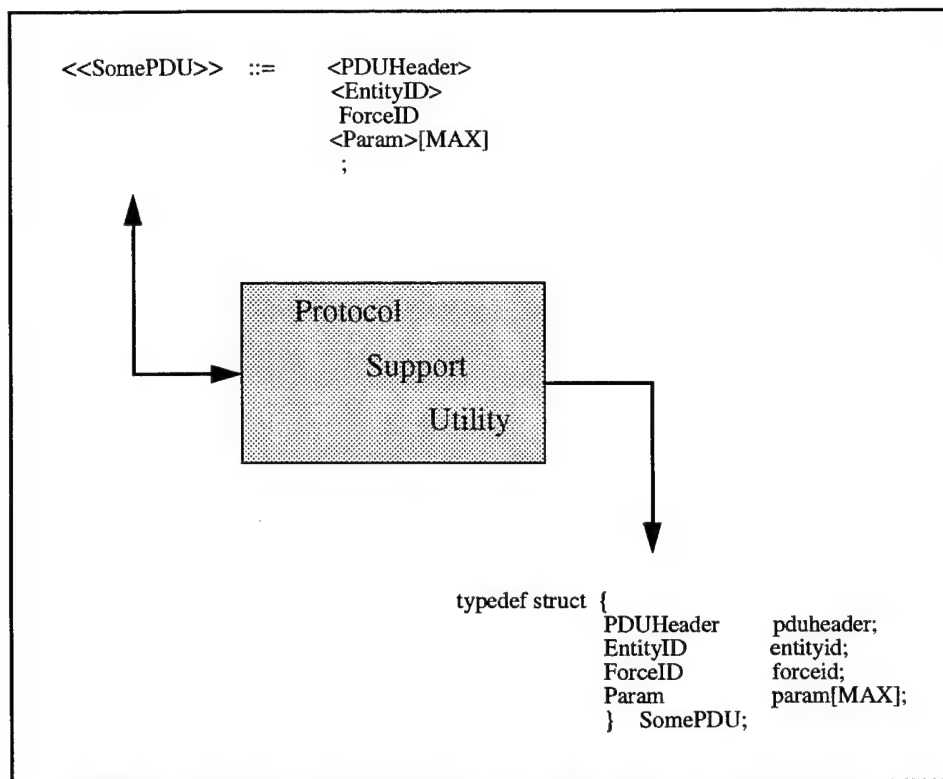 <<SomePDU>> ::= <PDUHeader>
<EntityID>
ForceID
<Param>[MAX]
;
Protocol
Support
Utility
typedef struct {
PDUHeader pduheader;
EntityID entityid;
ForceID forceid;
Param param[MAX];
} SomePDU;